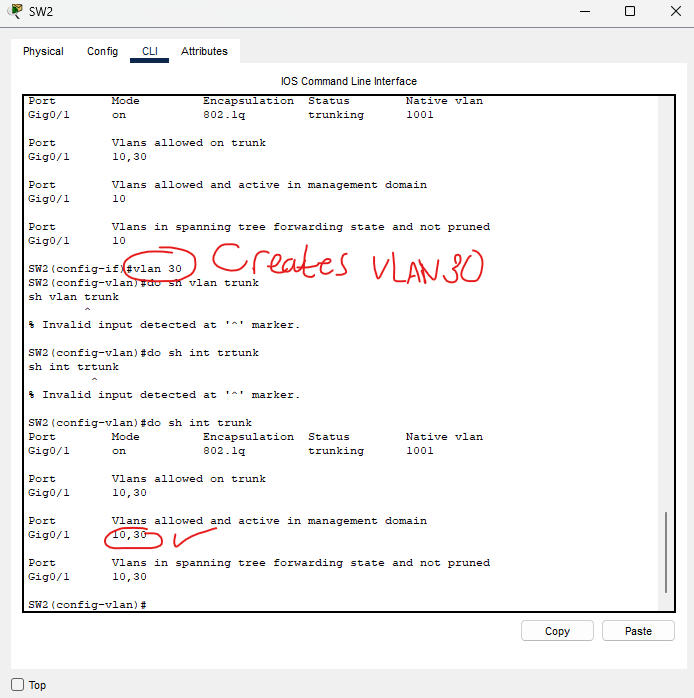 SW2
Physical Config CLI Attributes
IOS Command Line Interface
Port Mode Encapsulation Status Native vlan
Gig0/1 on 802.1q trunking 1001
Port Vlans allowed on trunk
Gig0/1 10,30
Port Vlans allowed and active in management domain
Gig0/1 10
Port Vlans in spanning tree forwarding state and not pruned
Gig0/1 10
SW2(config-if)#vlan 30 Creates VLAN 30
SW2(config-vlan)#do sh vlan trunk
sh vlan trunk
^
% Invalid input detected at '^' marker.
SW2(config-vlan)#do sh int trtunk
sh int trtunk
^
% Invalid input detected at '^' marker.
SW2(config-vlan)#do sh int trunk
Port Mode Encapsulation Status Native vlan
Gig0/1 on 802.1q trunking 1001
Port Vlans allowed on trunk
Gig0/1 10,30
Port Vlans allowed and active in management domain
Gig0/1 10,30
Port Vlans in spanning tree forwarding state and not pruned
Gig0/1 10,30
SW2(config-vlan)#
Copy Paste
Top